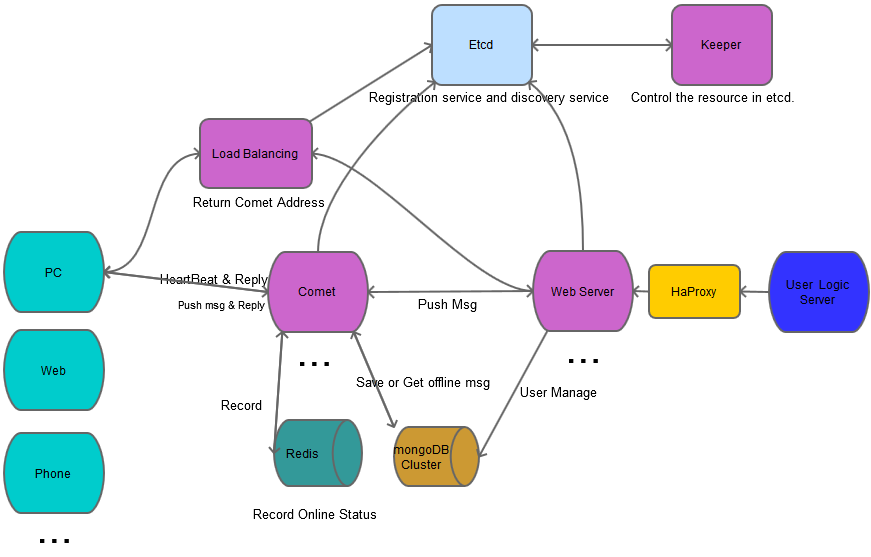 Etcd
Keeper
Registration service and discovery service
Control the resource in etcd.
Load Balancing
Return Comet Address
PC
HeartBeat & Reply
Push msg & Reply
Comet
Push Msg
Web Server
HaProxy
User Logic
Server
...
...
Web
Save or Get offline msg
User Manage
Record
Redis
mongoDB
Cluster
Phone
Record Online Status
...